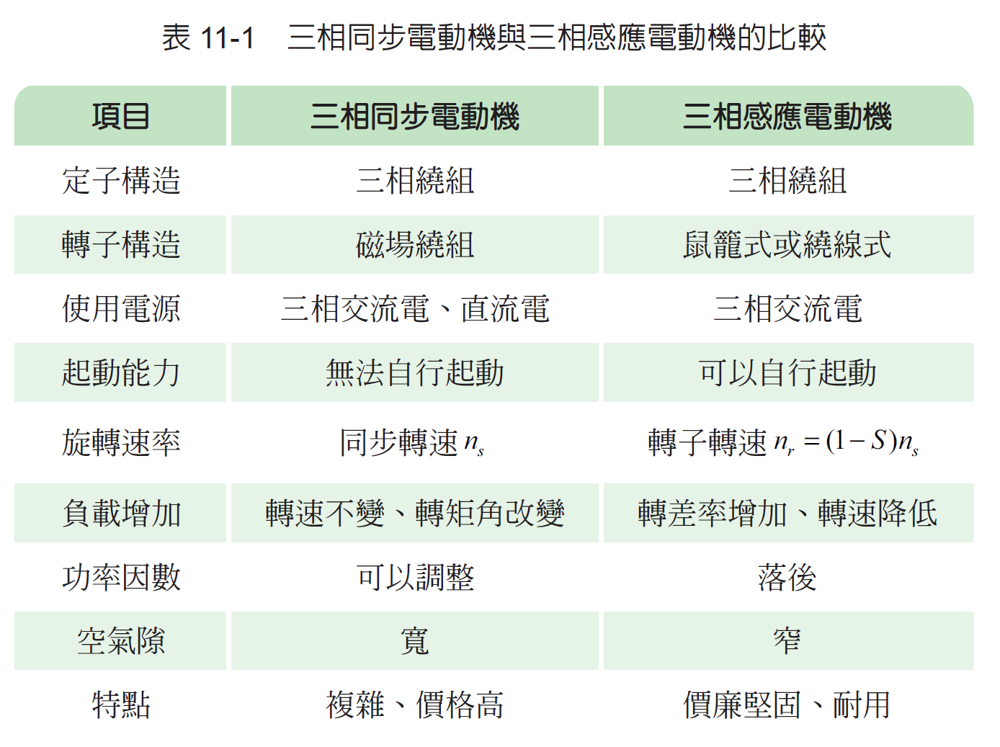 表 11-1 三相同步電動機與三相感應電動機的比較
項目 三相同步電動機 三相感應電動機
定子構造 三相繞組 三相繞組
轉子構造 磁場繞組 鼠籠式或繞線式
使用電源 三相交流電、直流電 三相交流電
起動能力 無法自行起動 可以自行起動
旋轉速率 同步轉速 nₛ 轉子轉速 nᵣ = (1 − S)nₛ
負載增加 轉速不變、轉矩角改變 轉差率增加、轉速降低
功率因數 可以調整 落後
空氣隙 寬 窄
特點 複雜、價格高 價廉堅固、耐用